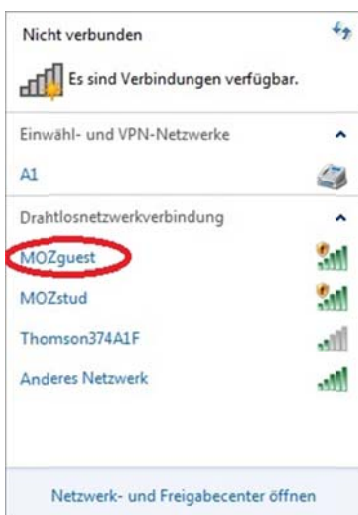 Nicht verbunden
Es sind Verbindungen verfügbar.
Einwähl- und VPN-Netzwerke
A1
Drahtlosnetzwerkverbindung
MOZguest
MOZstud
Thomson374A1F
Anderes Netzwerk
Netzwerk- und Freigabecenter öffnen